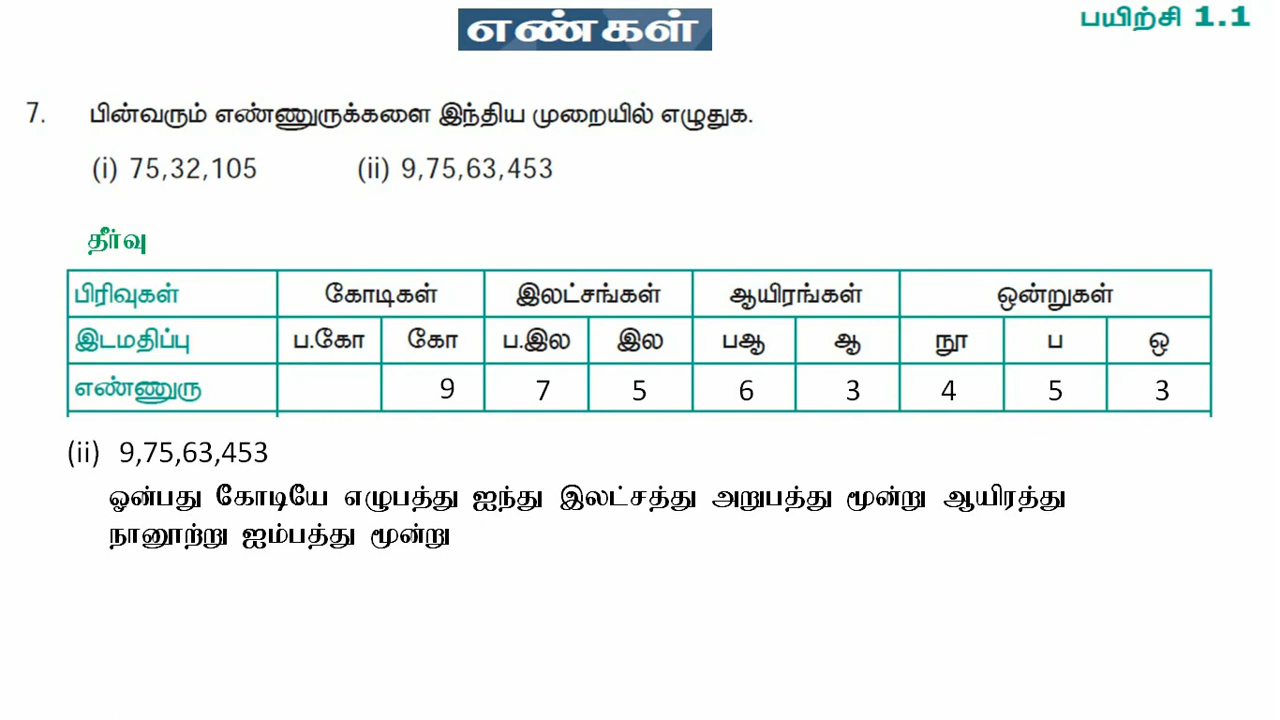 எண்கள்
பயிற்சி 1.1
7. பின்வரும் எண்ணுருக்களை இந்திய முறையில் எழுதுக.
(i) 75,32,105 (ii) 9,75,63,453
தீர்வு
பிரிவுகள் கோடிகள் இலட்சங்கள் ஆயிரங்கள் ஒன்றுகள்
இடமதிப்பு ப.கோ கோ ப.இல இல பஆ ஆ நூ ப ஒ
எண்ணுரு 9 7 5 6 3 4 5 3
(ii) 9,75,63,453
ஓன்பது கோடியே எழுபத்து ஐந்து இலட்சத்து அறுபத்து மூன்று ஆயிரத்து
நானூற்று ஐம்பத்து மூன்று